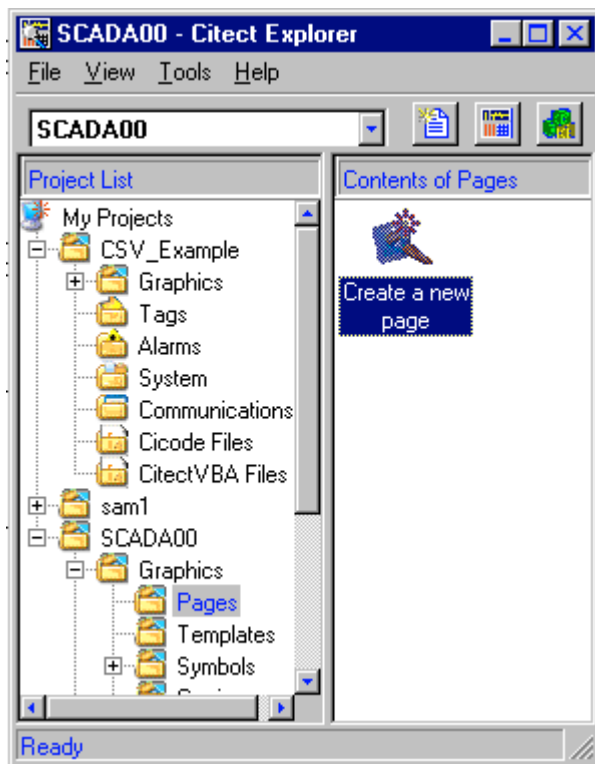 SCADA00 - Citect Explorer
File View Tools Help
SCADA00
Project List
My Projects
CSV_Example
Graphics
Tags
Alarms
System
Communications
Cicode Files
CitectVBA Files
sam1
SCADA00
Graphics
Pages
Templates
Symbols
Contents of Pages
Create a new
page
Ready